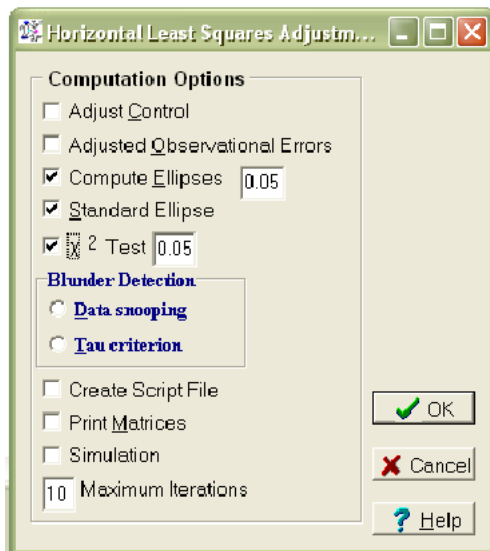 Horizontal Least Squares Adjustm...
Computation Options
Adjust Control
Adjusted Observational Errors
Compute Ellipses 0.05
Standard Ellipse
χ 2 Test 0.05
Blunder Detection
Data snooping
Tau criterion
Create Script File
Print Matrices
Simulation
10 Maximum Iterations
OK
Cancel
? Help